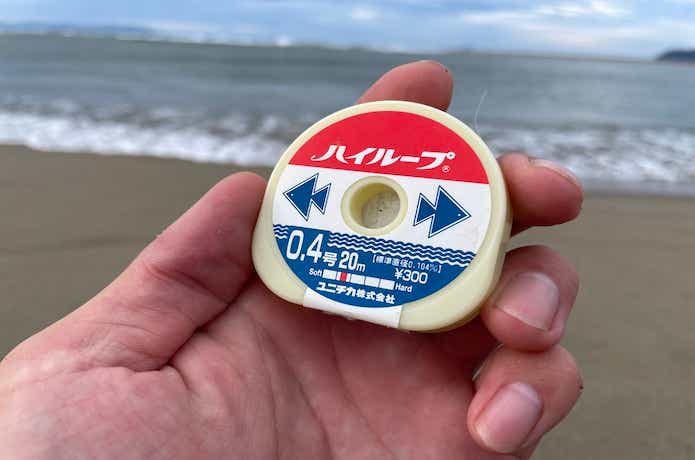 ハイループ®
0.4号 20m 【標準直径0.104%】
¥300
Soft Hard
ユニチカ株式会社